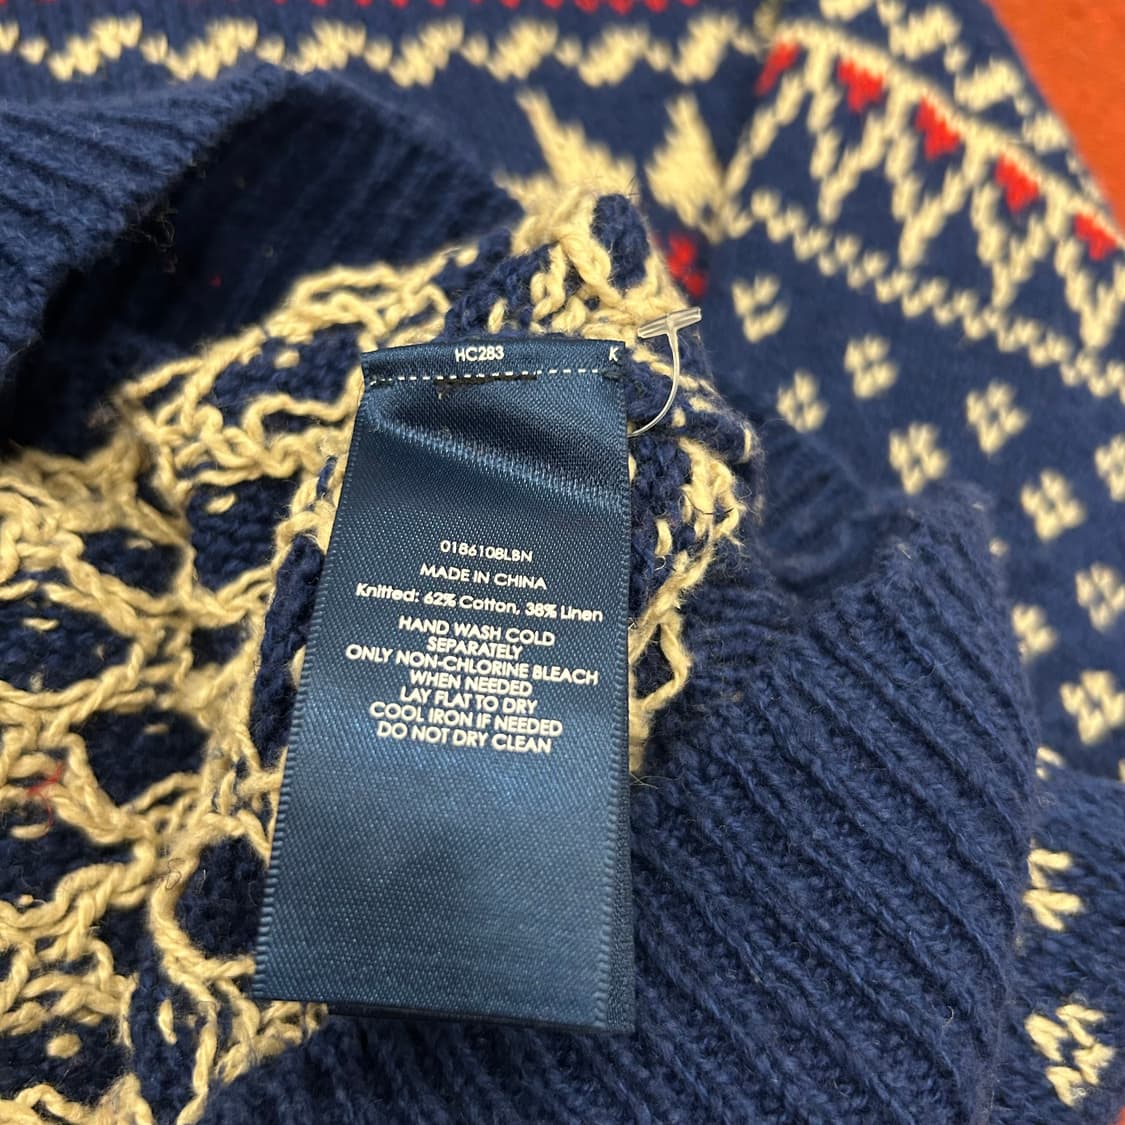 HC283 K
0186108LBN
MADE IN CHINA
Knitted: 62% Cotton, 38% Linen
HAND WASH COLD
SEPARATELY
ONLY NON-CHLORINE BLEACH
WHEN NEEDED
LAY FLAT TO DRY
COOL IRON IF NEEDED
DO NOT DRY CLEAN